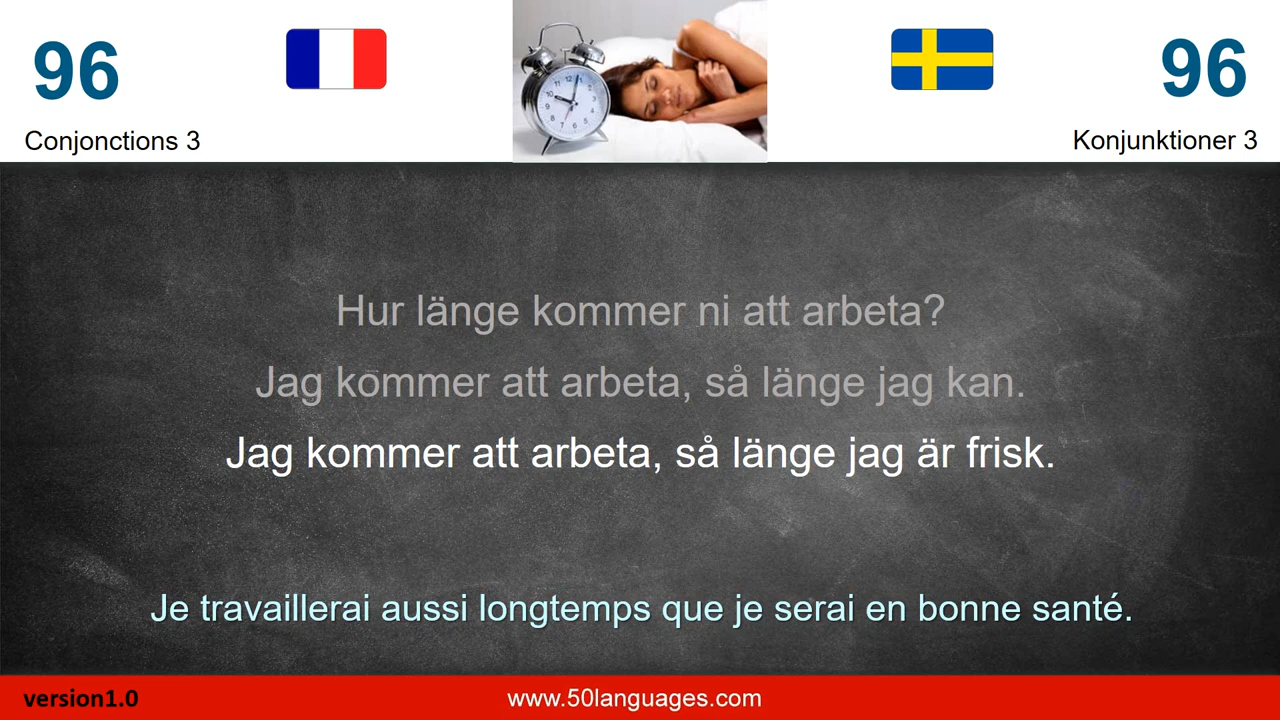 96
96
Conjonctions 3
Konjunktioner 3
Hur länge kommer ni att arbeta?
Jag kommer att arbeta, så länge jag kan.
Jag kommer att arbeta, så länge jag är frisk.
Je travaillerai aussi longtemps que je serai en bonne santé.
version1.0
www.50languages.com